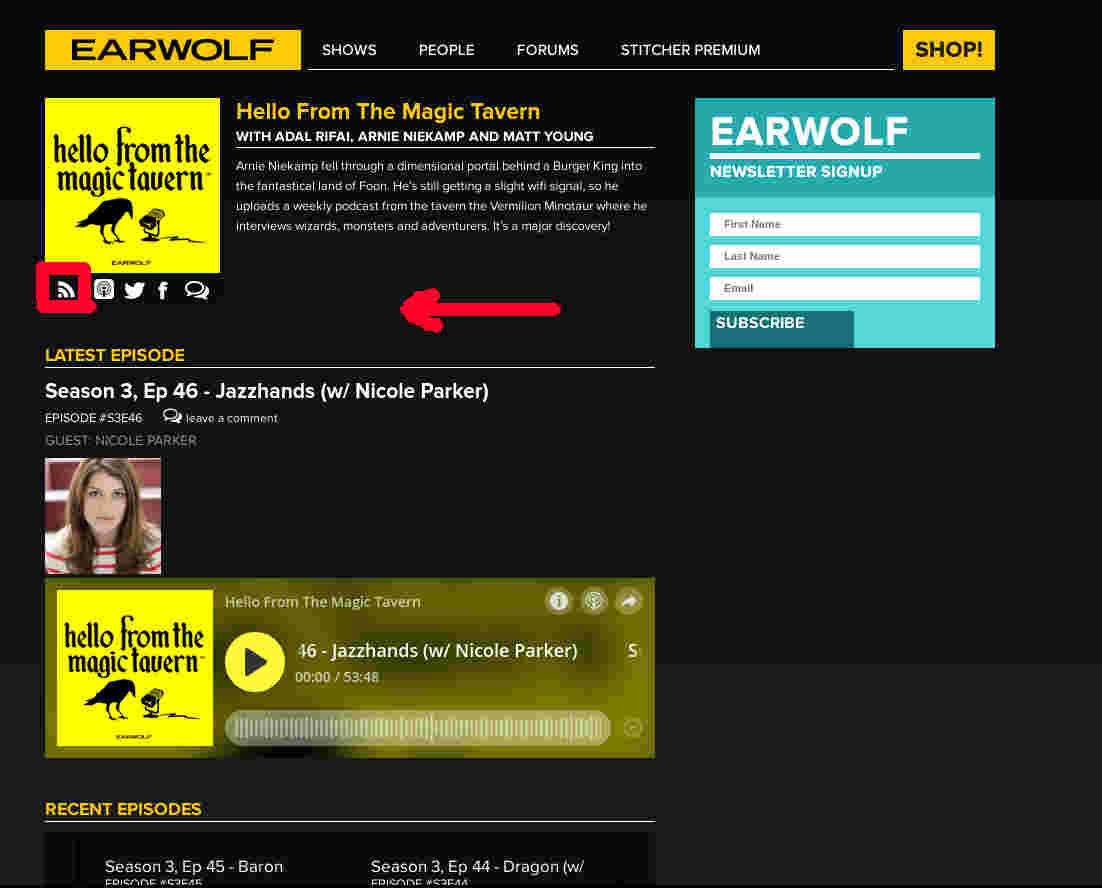 EARWOLF
SHOWS
PEOPLE
FORUMS
STITCHER PREMIUM
SHOP!
hello from the
magic tavern™
EARWOLF
Hello From The Magic Tavern
WITH ADAL RIFAI, ARNIE NIEKAMP AND MATT YOUNG
Arnie Niekamp fell through a dimensional portal behind a Burger King into
the fantastical land of Foon. He's still getting a slight wifi signal, so he
uploads a weekly podcast from the tavern the Vermilion Minotaur where he
interviews wizards, monsters and adventurers. It's a major discovery!
EARWOLF
NEWSLETTER SIGNUP
First Name
Last Name
Email
SUBSCRIBE
LATEST EPISODE
Season 3, Ep 46 - Jazzhands (w/ Nicole Parker)
EPISODE #S3E46 leave a comment
GUEST: NICOLE PARKER
hello from the
magic tavern™
EARWOLF
Hello From The Magic Tavern
46 - Jazzhands (w/ Nicole Parker) S
00:00 / 53:48
RECENT EPISODES
Season 3, Ep 45 - Baron
EPISODE #S3E45
Season 3, Ep 44 - Dragon (w/
EPISODE #S3E44